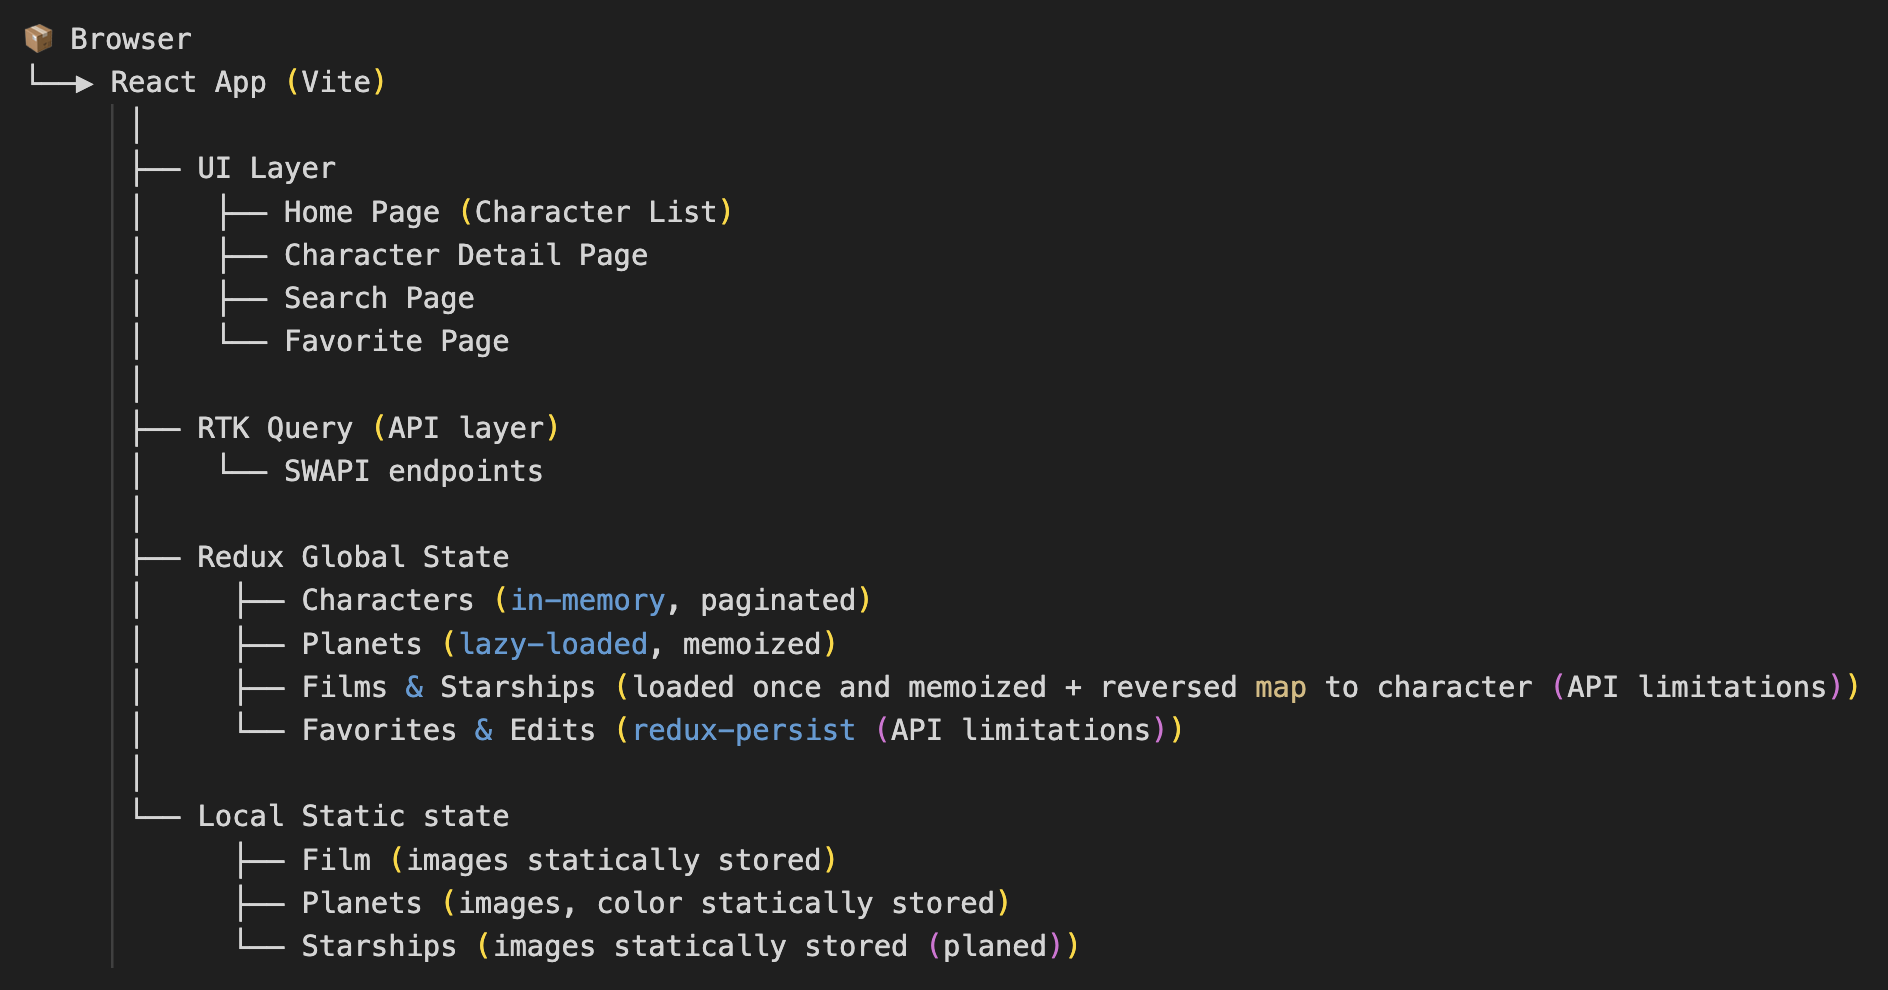 📦 Browser
└──▶ React App (Vite)
│
├── UI Layer
│    ├── Home Page (Character List)
│    ├── Character Detail Page
│    ├── Search Page
│    └── Favorite Page
│
├── RTK Query (API layer)
│    └── SWAPI endpoints
│
├── Redux Global State
│     ├── Characters (in-memory, paginated)
│     ├── Planets (lazy-loaded, memoized)
│     ├── Films & Starships (loaded once and memoized + reversed map to character (API limitations))
│     └── Favorites & Edits (redux-persist (API limitations))
│
└── Local Static state
      ├── Film (images statically stored)
      ├── Planets (images, color statically stored)
      └── Starships (images statically stored (planed))